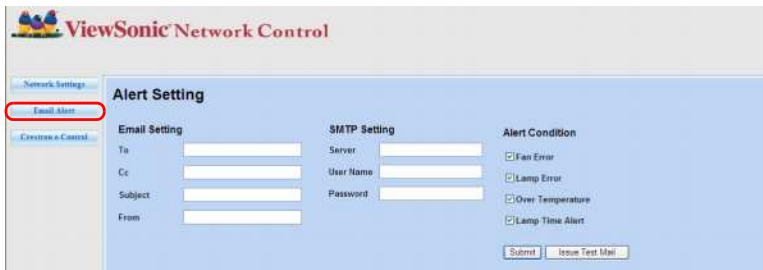 ViewSonic® Network Control
Network Settings
Email Alert
Crestron e-Control
Alert Setting
Email Setting
To
Cc
Subject
From
SMTP Setting
Server
User Name
Password
Alert Condition
Fan Error
Lamp Error
Over Temperature
Lamp Time Alert
Submit
Issue Test Mail